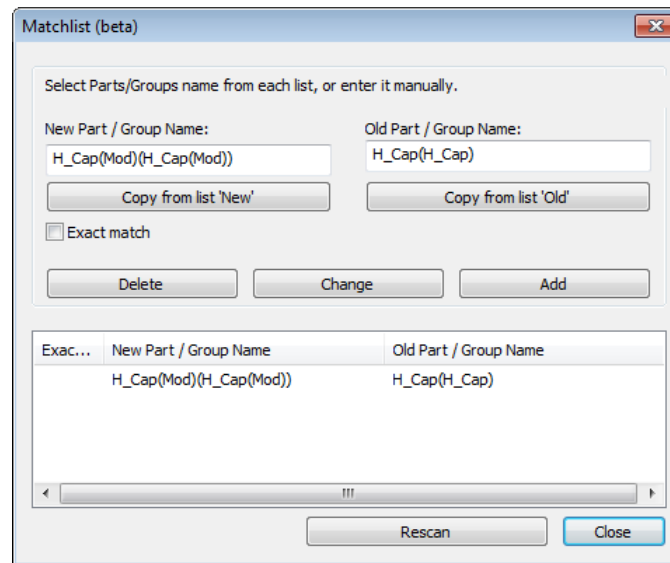 Matchlist (beta)
Select Parts/Groups name from each list, or enter it manually.
New Part / Group Name:
Old Part / Group Name:
H_Cap(Mod)(H_Cap(Mod))
H_Cap(H_Cap)
Copy from list 'New'
Copy from list 'Old'
Exact match
Delete
Change
Add
Exac...
New Part / Group Name
Old Part / Group Name
H_Cap(Mod)(H_Cap(Mod))
H_Cap(H_Cap)
Rescan
Close